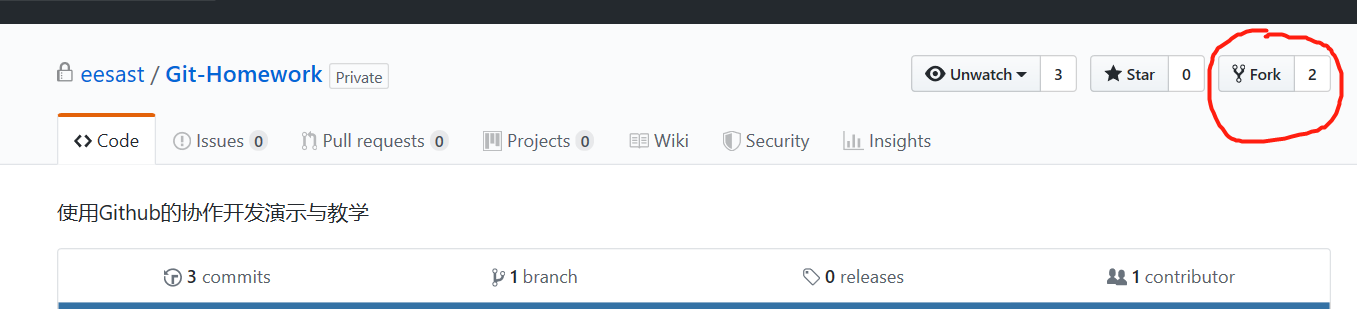 eesast / Git-Homework Private Unwatch 3 Star 0 Fork 2
Code Issues 0 Pull requests 0 Projects 0 Wiki Security Insights
使用Github的协作开发演示与教学
3 commits 1 branch 0 releases 1 contributor